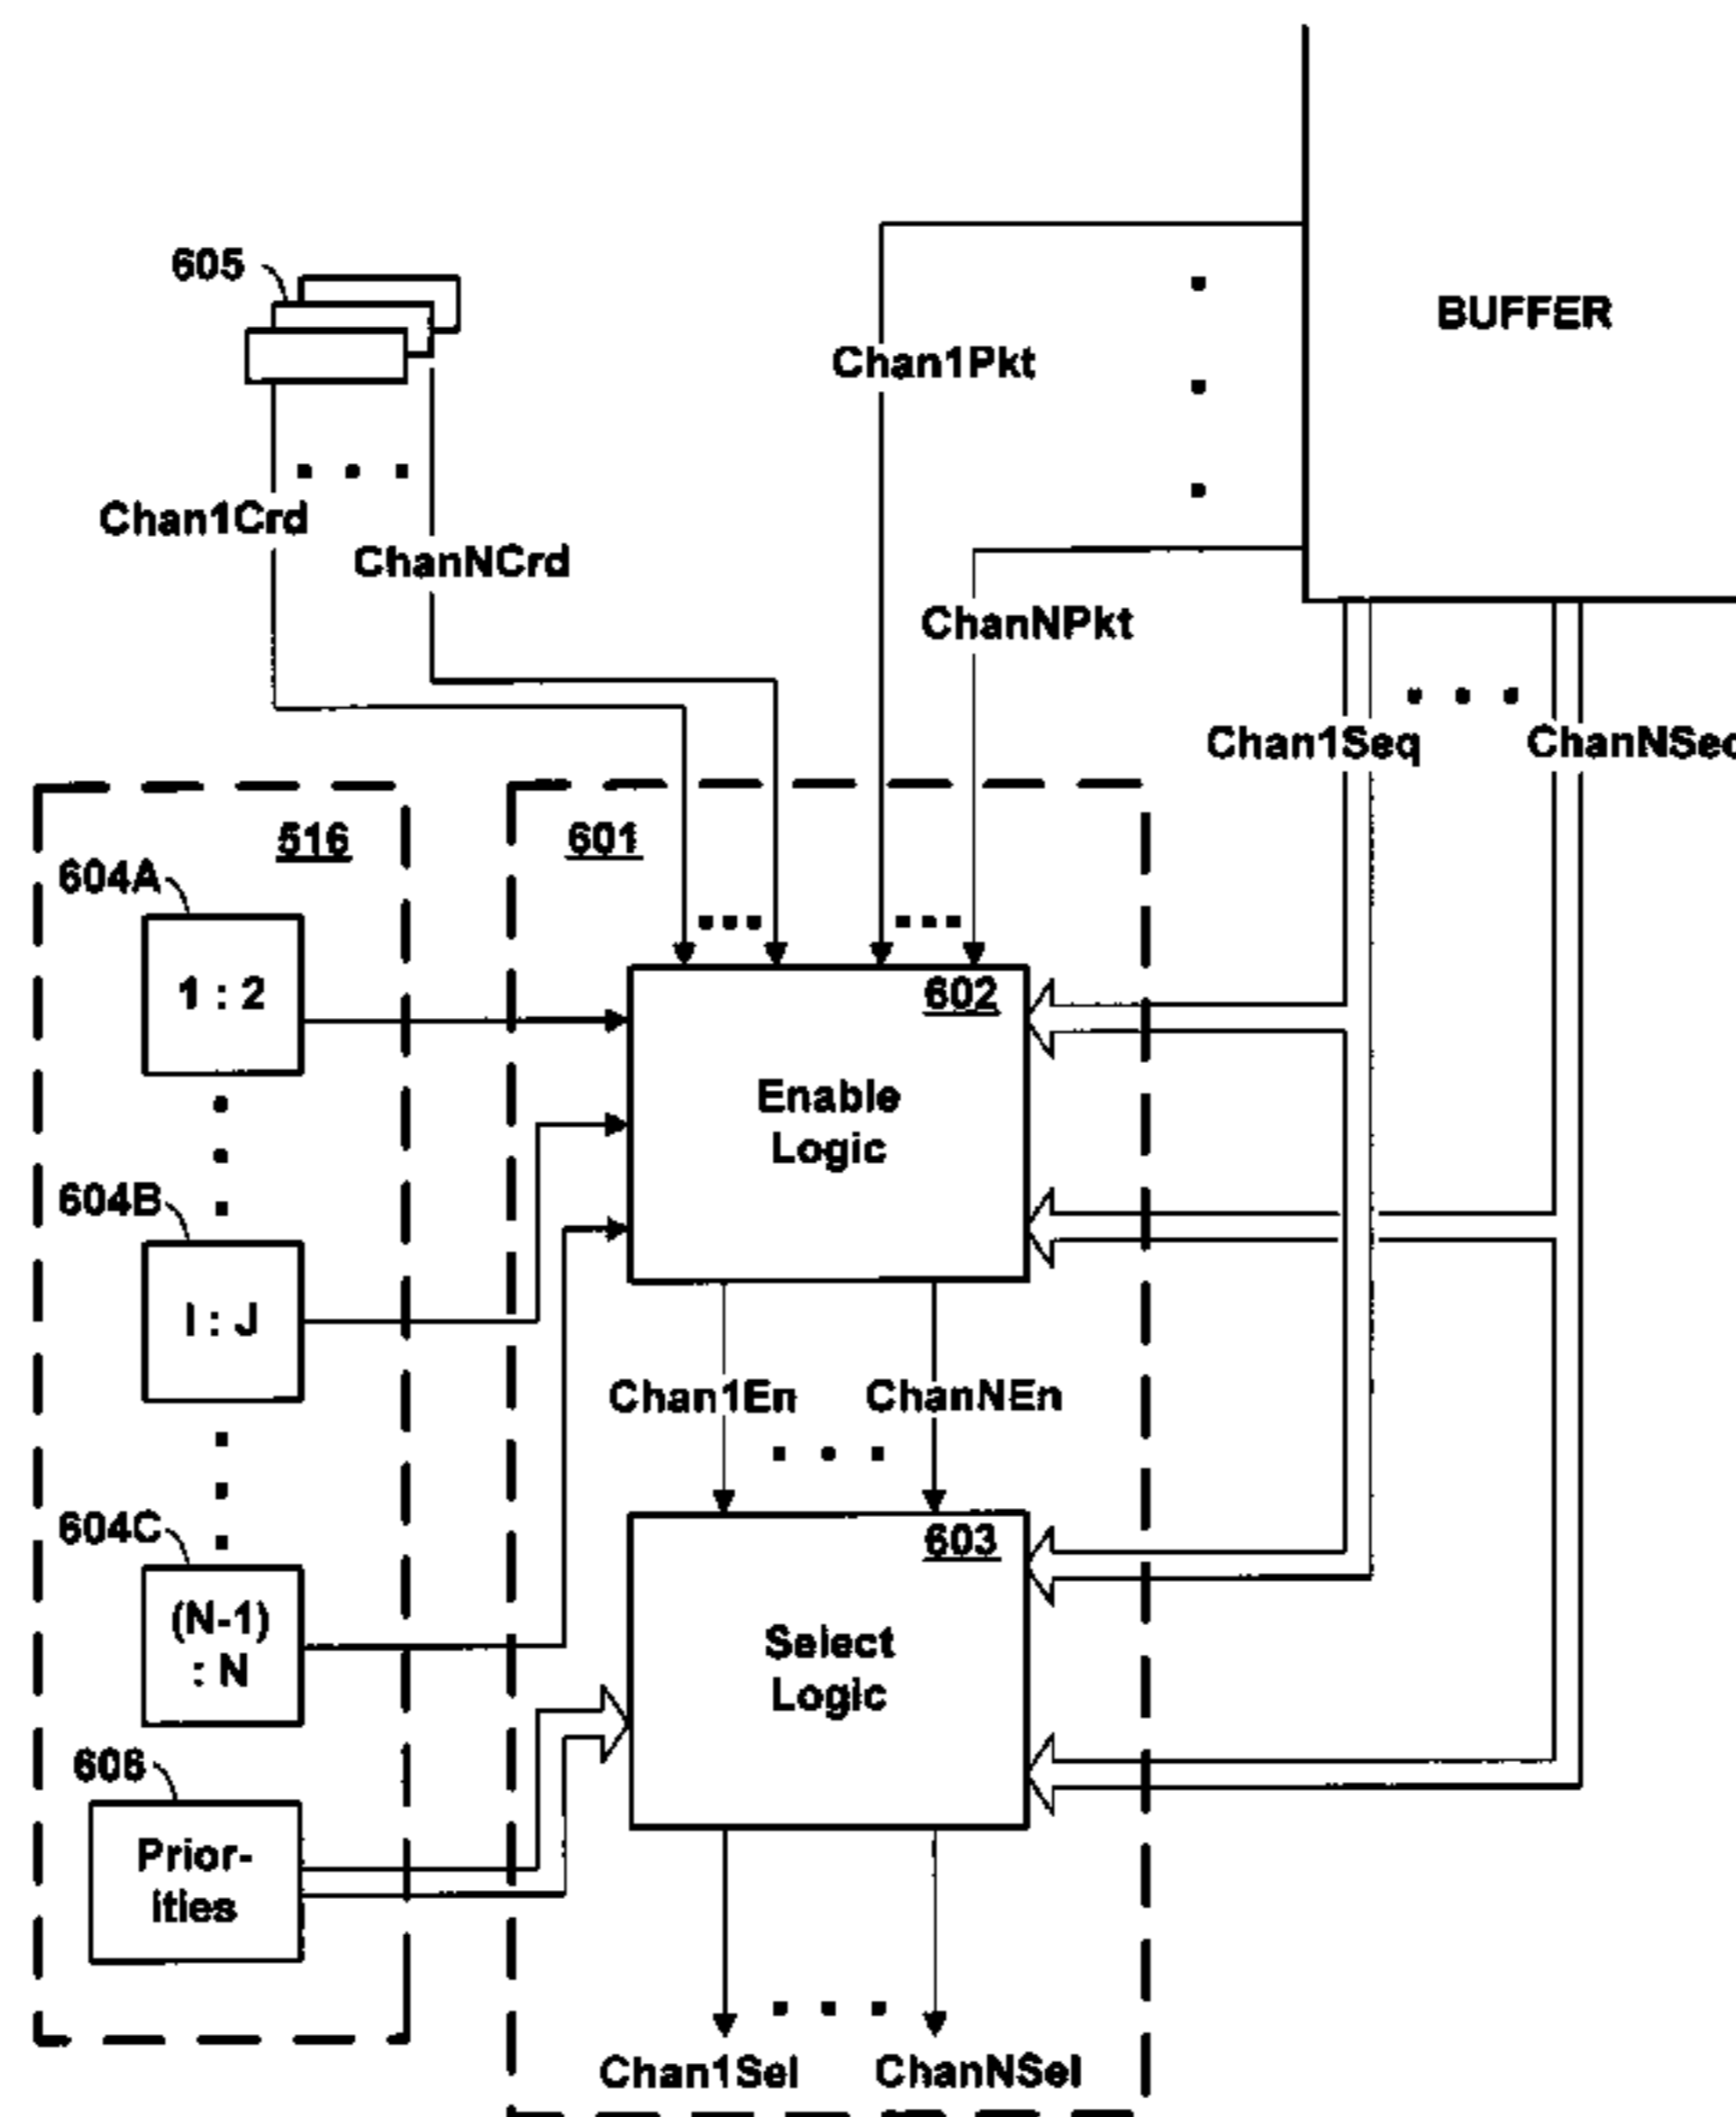 605
BUFFER
Chan1Pkt
Chan1Crd
ChanNCrd
ChanNPkt
Chan1Seq
ChanNSeq
516
601
604A
1 : 2
602
Enable
Logic
604B
I : J
Chan1En
ChanNEn
604C
(N-1)
: N
603
Select
Logic
606
Prior-
ities
Chan1Sel
ChanNSel